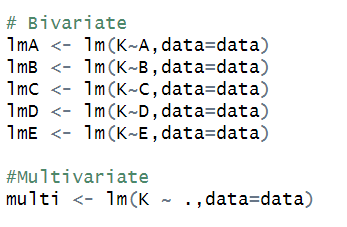 # Bivariate
lmA <- lm(K~A,data=data)
lmB <- lm(K~B,data=data)
lmC <- lm(K~C,data=data)
lmD <- lm(K~D,data=data)
lmE <- lm(K~E,data=data)
#Multivariate
multi <- lm(K ~ .,data=data)